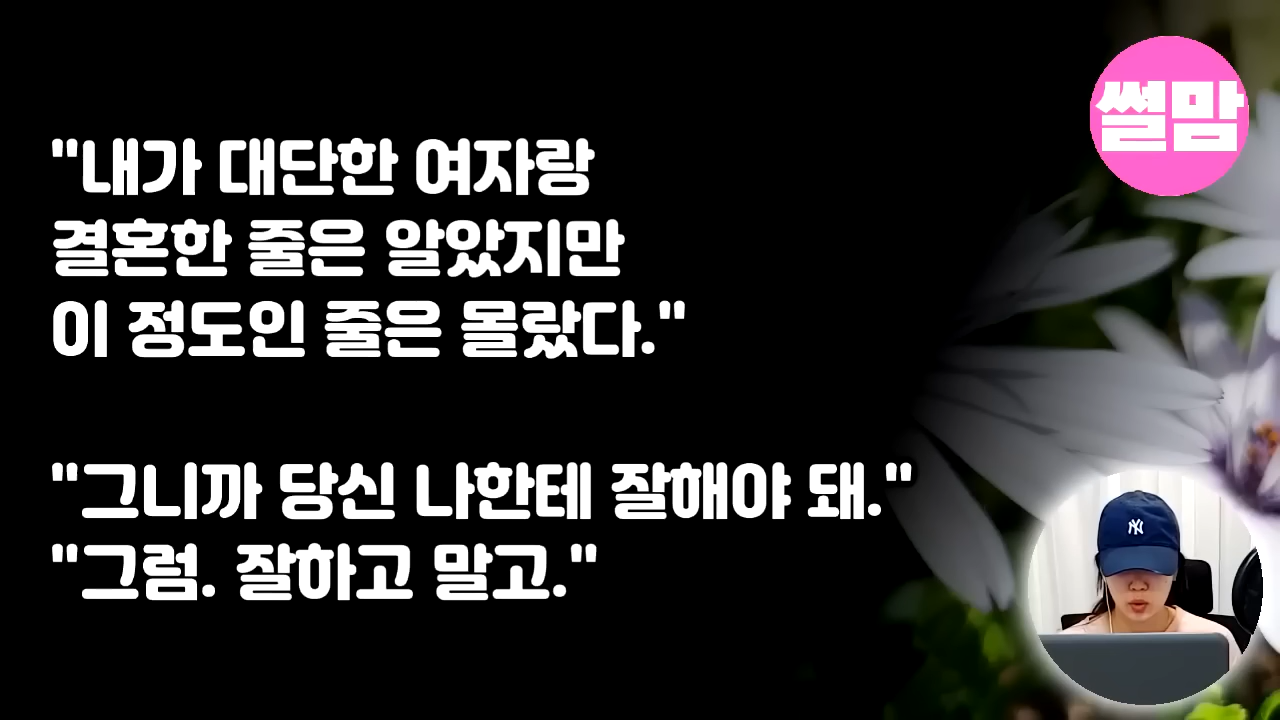 썰맘
"내가 대단한 여자랑
결혼한 줄은 알았지만
이 정도인 줄은 몰랐다."
"그니까 당신 나한테 잘해야 돼."
"그럼. 잘하고 말고."
NY